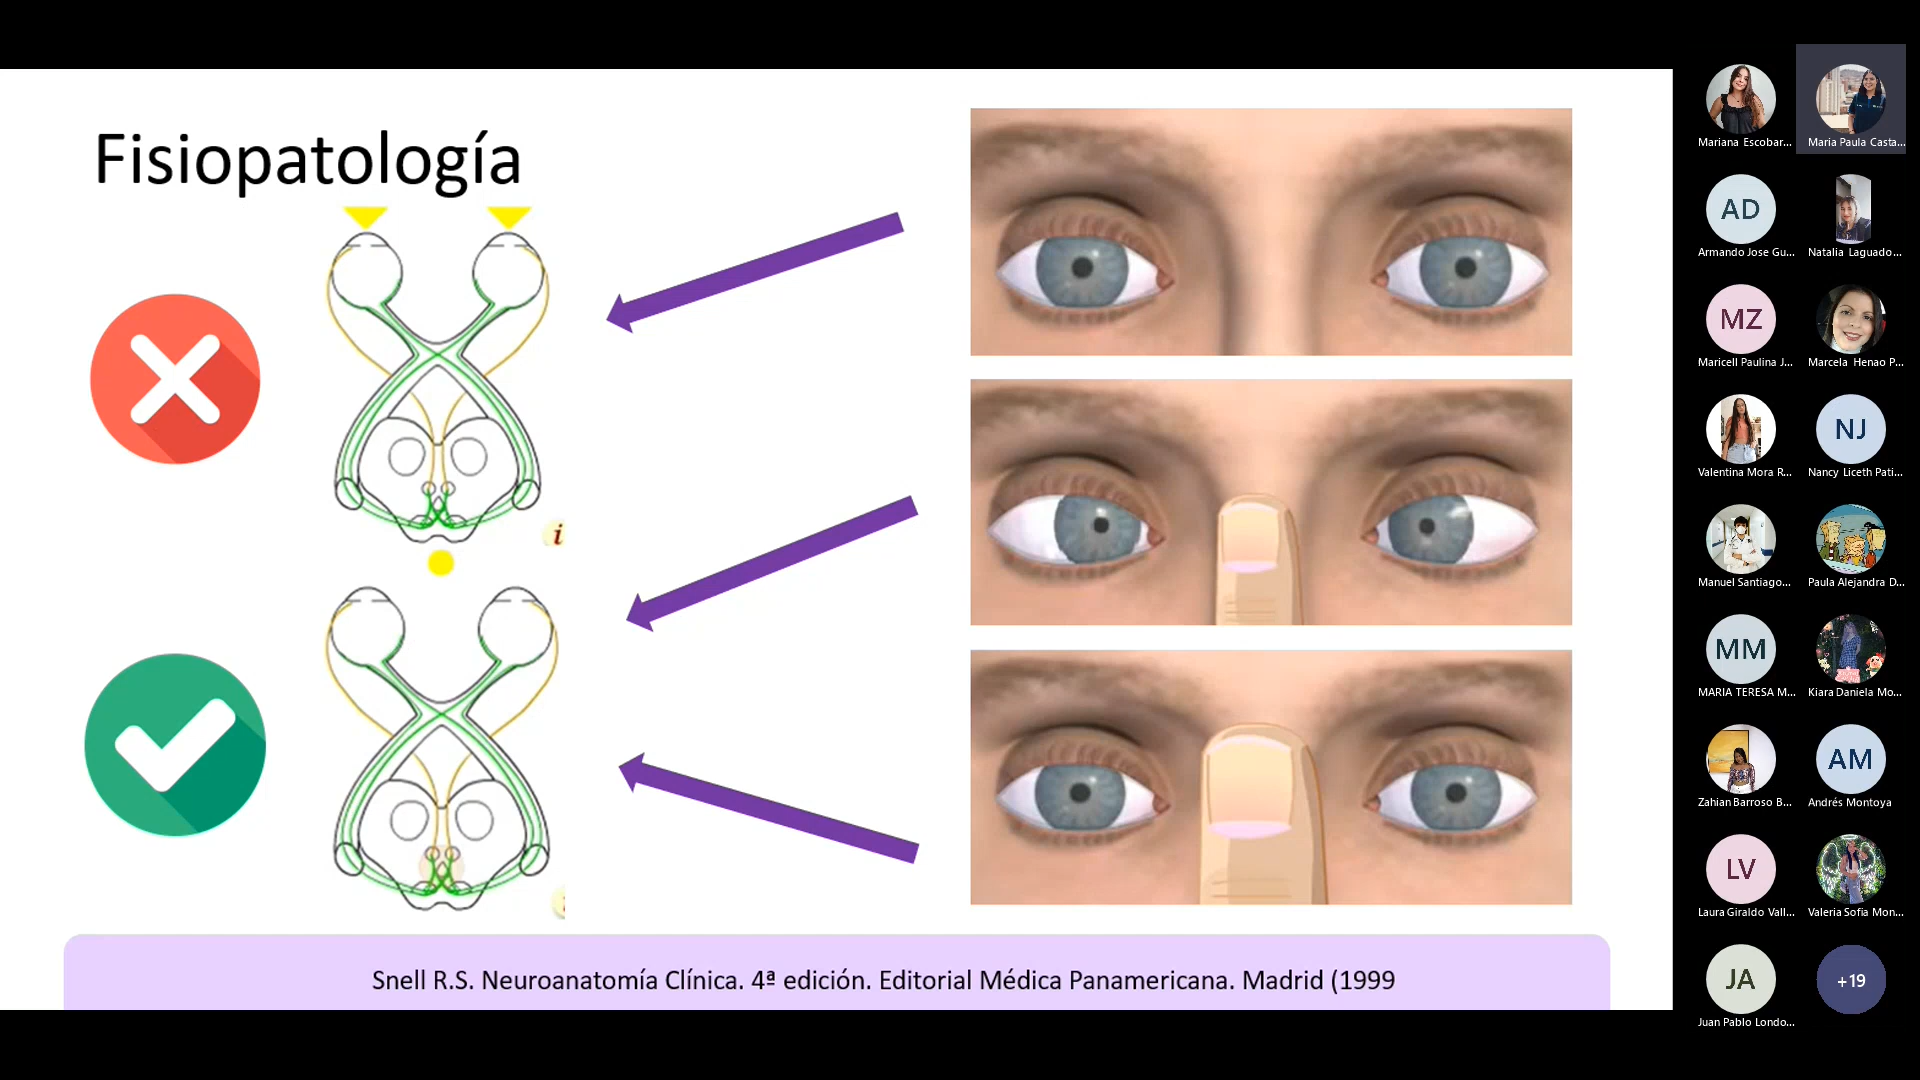 Fisiopatología
i
Snell R.S. Neuroanatomía Clínica. 4ª edición. Editorial Médica Panamericana. Madrid (1999
Mariana Escobar...
Maria Paula Casta...
AD
Armando Jose Gu...
Natalia Laguado...
MZ
Maricell Paulina J...
Marcela Henao P...
Valentina Mora R...
NJ
Nancy Liceth Pati...
Manuel Santiago...
Paula Alejandra D...
MM
MARIA TERESA M...
Kiara Daniela Mo...
Zahian Barroso B...
AM
Andrés Montoya
LV
Laura Giraldo Vall...
Valeria Sofia Mon...
JA
Juan Pablo Londo...
+19